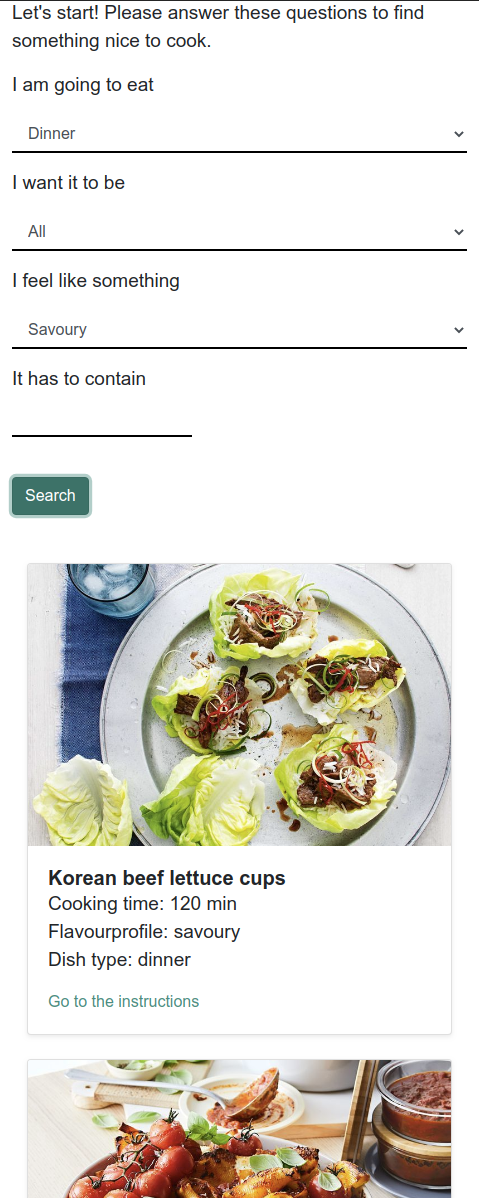 Let's start! Please answer these questions to find
something nice to cook.
I am going to eat
Dinner
I want it to be
All
I feel like something
Savoury
It has to contain
Search
Korean beef lettuce cups
Cooking time: 120 min
Flavourprofile: savoury
Dish type: dinner
Go to the instructions